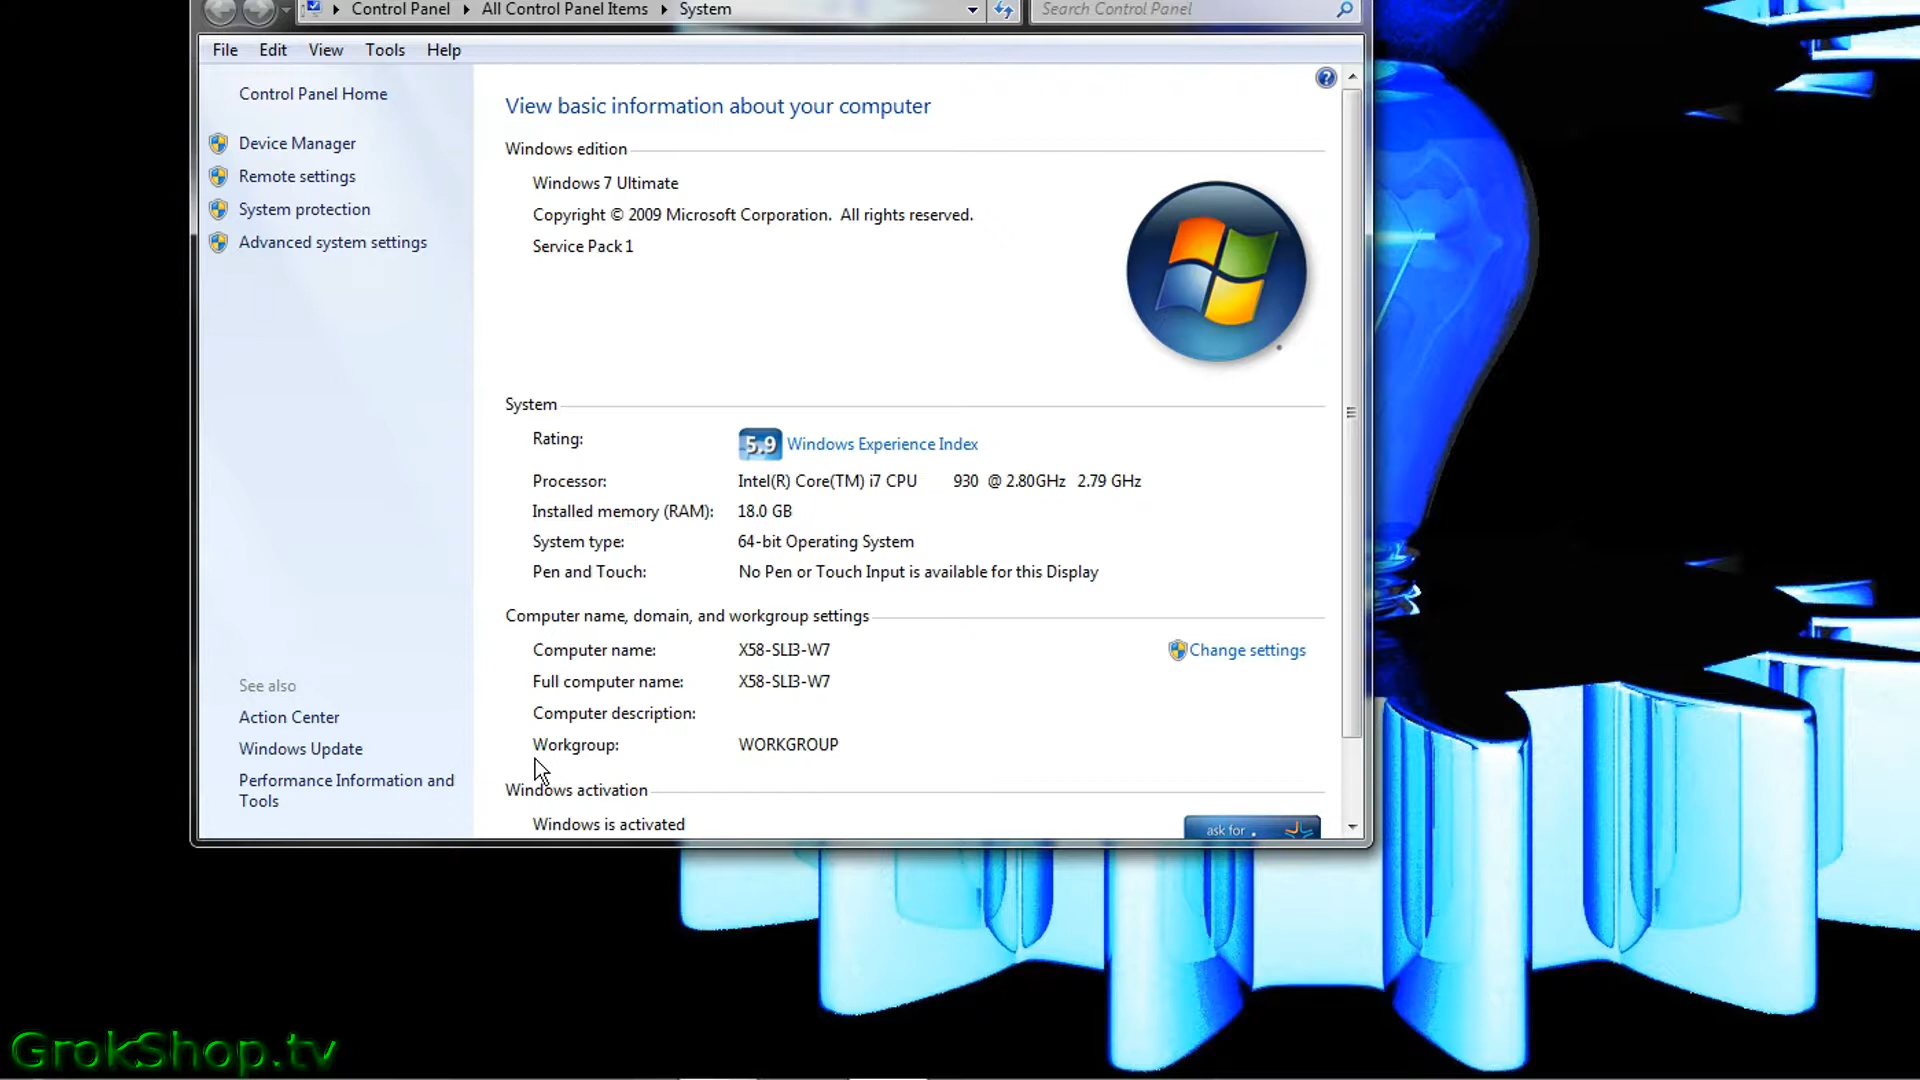 Control Panel All Control Panel Items System Search Control Panel
File Edit View Tools Help
Control Panel Home
Device Manager
Remote settings
System protection
Advanced system settings
See also
Action Center
Windows Update
Performance Information and
Tools
View basic information about your computer
Windows edition
Windows 7 Ultimate
Copyright © 2009 Microsoft Corporation. All rights reserved.
Service Pack 1
System
Rating: 5.9 Windows Experience Index
Processor: Intel(R) Core(TM) i7 CPU 930 @ 2.80GHz 2.79 GHz
Installed memory (RAM): 18.0 GB
System type: 64-bit Operating System
Pen and Touch: No Pen or Touch Input is available for this Display
Computer name, domain, and workgroup settings
Computer name: X58-SLI3-W7 Change settings
Full computer name: X58-SLI3-W7
Computer description:
Workgroup: WORKGROUP
Windows activation
Windows is activated
ask for
GrokShop.tv